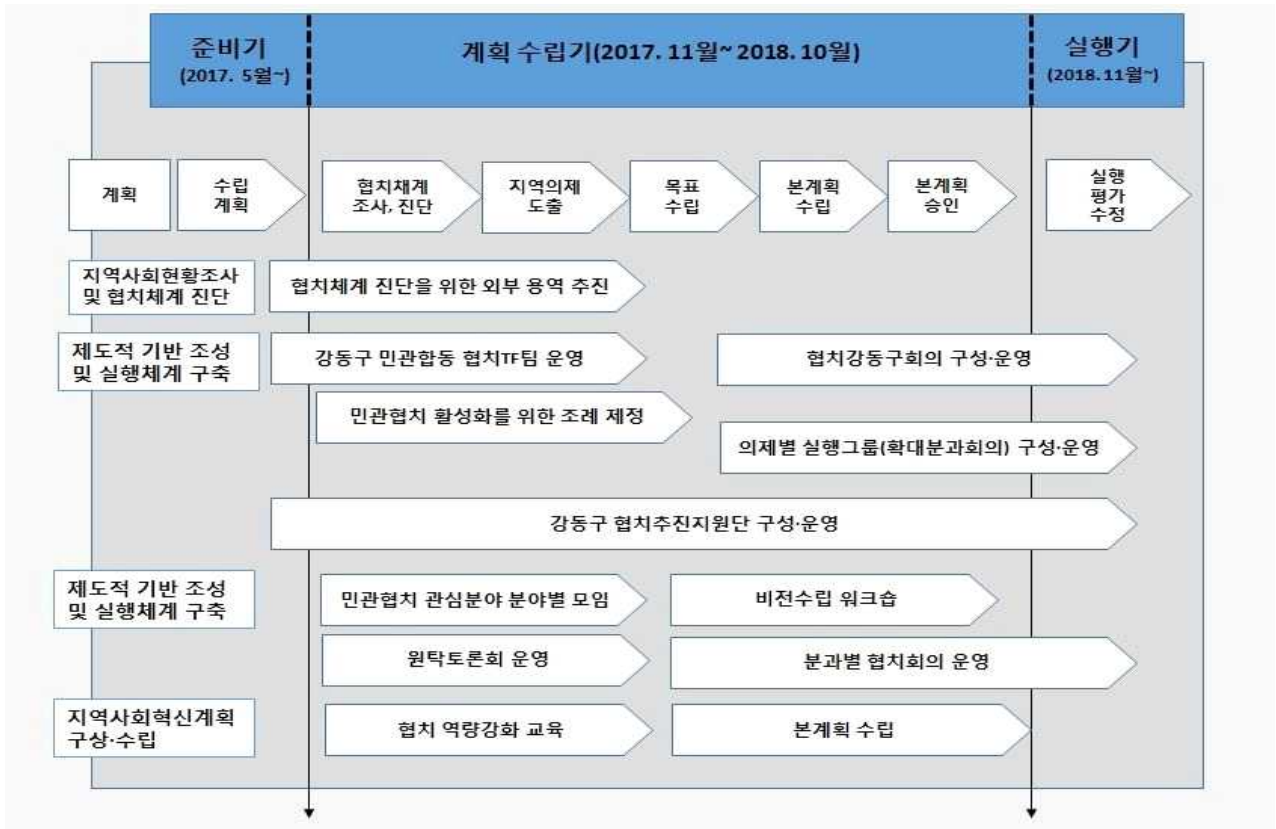 준비기
(2017. 5월~)
계획 수립기(2017. 11월~ 2018. 10월)
실행기
(2018. 11월~)
계획
수립
계획
협치채계
조사, 진단
지역의제
도출
목표
수립
본계획
수립
본계획
승인
실행
평가
수정
지역사회현황조사
및 협치체계 진단
협치체계 진단을 위한 외부 용역 추진
제도적 기반 조성
및 실행체계 구축
강동구 민관합동 협치TF팀 운영
협치강동구회의 구성·운영
민관협치 활성화를 위한 조례 제정
의제별 실행그룹(확대분과회의) 구성·운영
강동구 협치추진지원단 구성·운영
제도적 기반 조성
및 실행체계 구축
민관협치 관심분야 분야별 모임
비전수립 워크숍
원탁토론회 운영
분과별 협치회의 운영
지역사회혁신계획
구상·수립
협치 역량강화 교육
본계획 수립